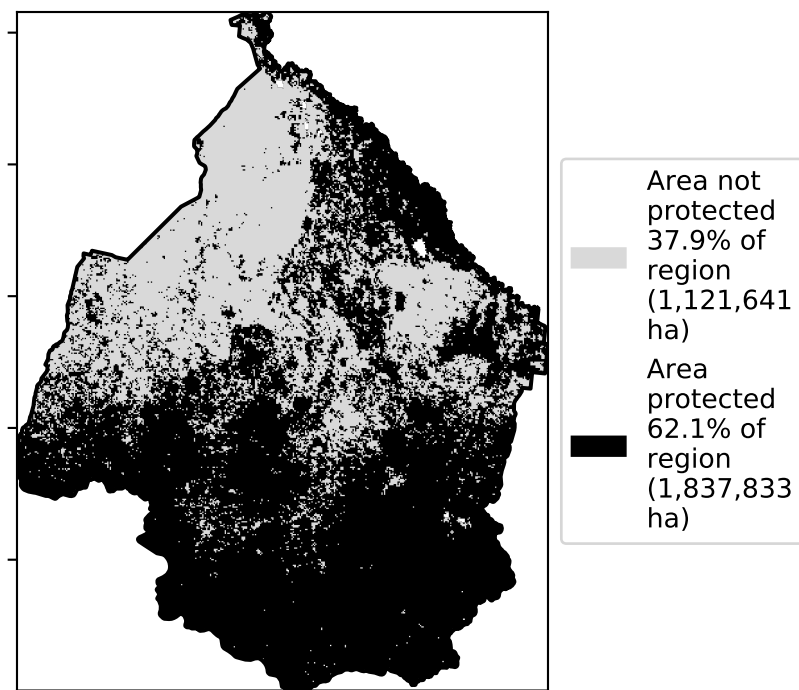 Area not
protected
37.9% of
region
(1,121,641
ha)
Area
protected
62.1% of
region
(1,837,833
ha)